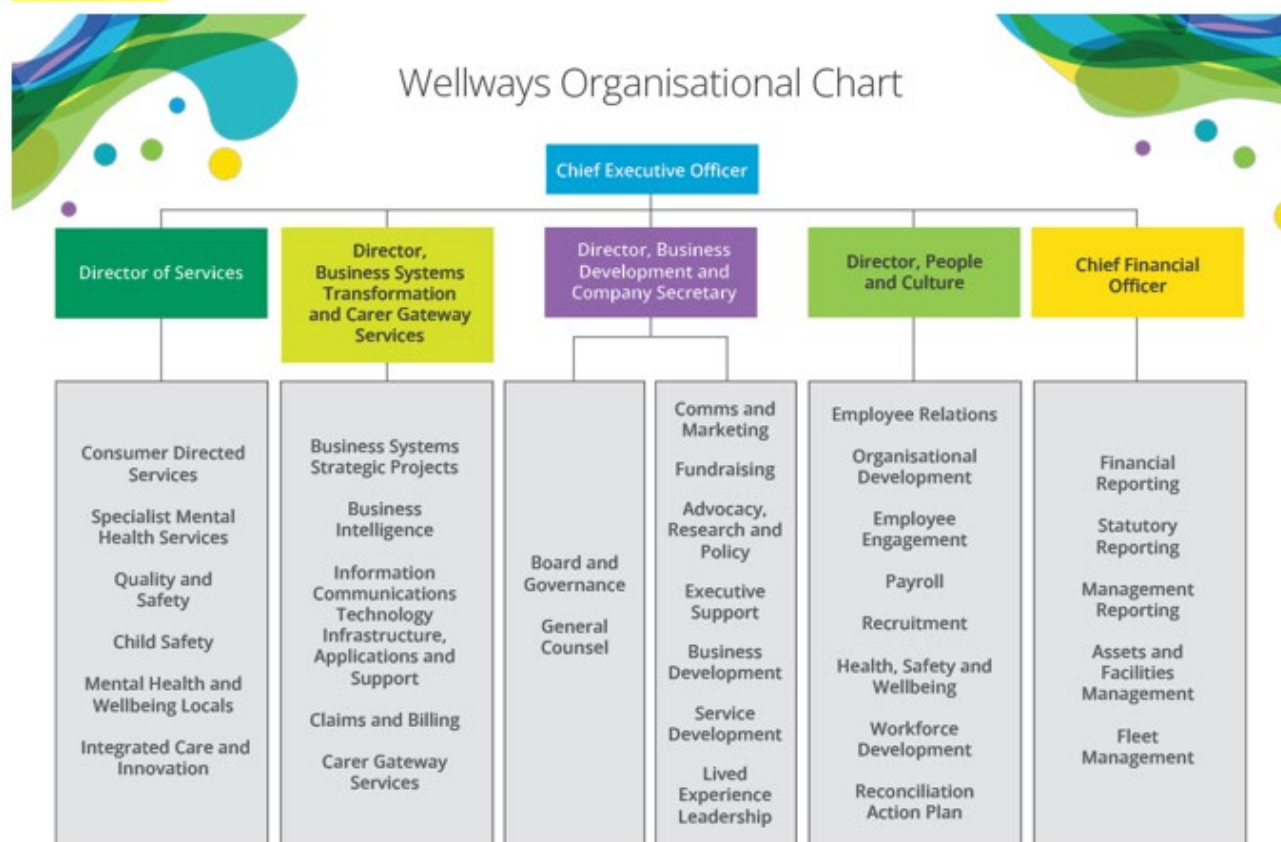 Wellways Organisational Chart
Chief Executive Officer
Director of Services
Director,
Business Systems
Transformation
and Carer Gateway
Services
Director, Business
Development and
Company Secretary
Director, People
and Culture
Chief Financial
Officer
Consumer Directed
Services
Specialist Mental
Health Services
Quality and
Safety
Child Safety
Mental Health and
Wellbeing Locals
Integrated Care and
Innovation
Business Systems
Strategic Projects
Business
Intelligence
Information
Communications
Technology
Infrastructure,
Applications and
Support
Claims and Billing
Carer Gateway
Services
Board and
Governance
General
Counsel
Comms and
Marketing
Fundraising
Advocacy,
Research and
Policy
Executive
Support
Business
Development
Service
Development
Lived
Experience
Leadership
Employee Relations
Organisational
Development
Employee
Engagement
Payroll
Recruitment
Health, Safety and
Wellbeing
Workforce
Development
Reconciliation
Action Plan
Financial
Reporting
Statutory
Reporting
Management
Reporting
Assets and
Facilities
Management
Fleet
Management